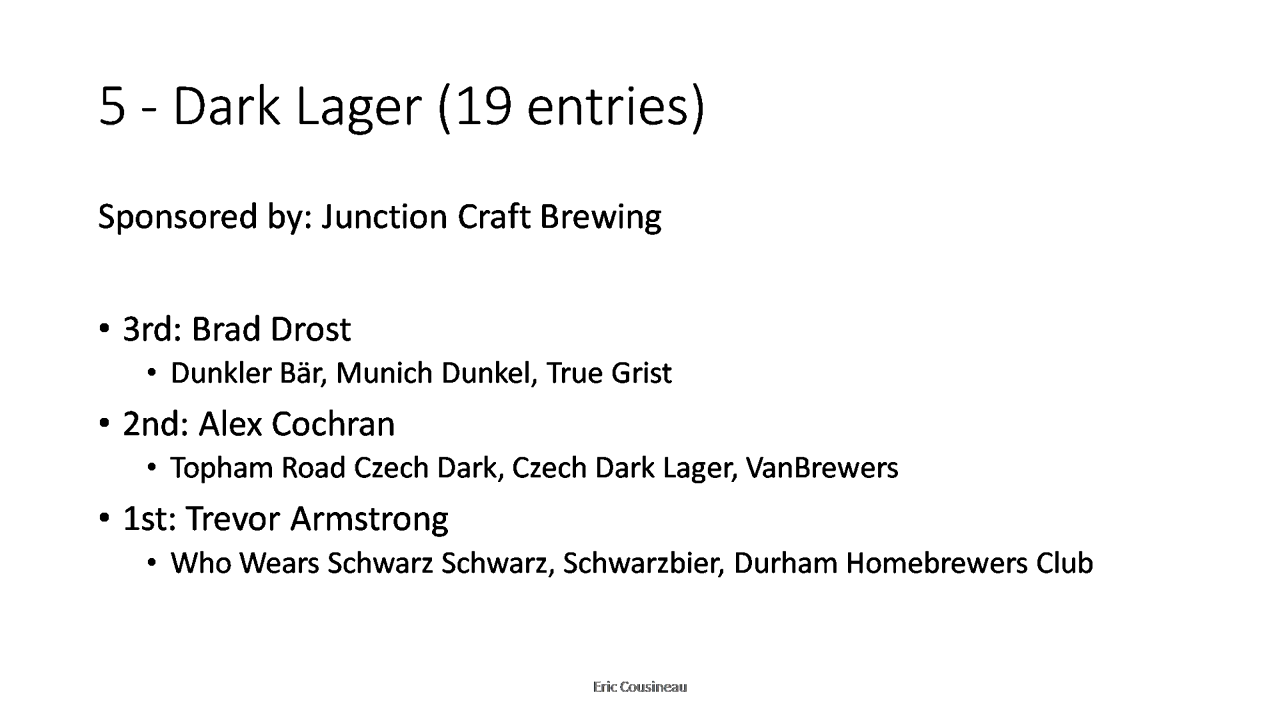 5 - Dark Lager (19 entries)
Sponsored by: Junction Craft Brewing
• 3rd: Brad Drost
• Dunkler Bär, Munich Dunkel, True Grist
• 2nd: Alex Cochran
• Topham Road Czech Dark, Czech Dark Lager, VanBrewers
• 1st: Trevor Armstrong
• Who Wears Schwarz Schwarz, Schwarzbier, Durham Homebrewers Club
Eric Cousineau